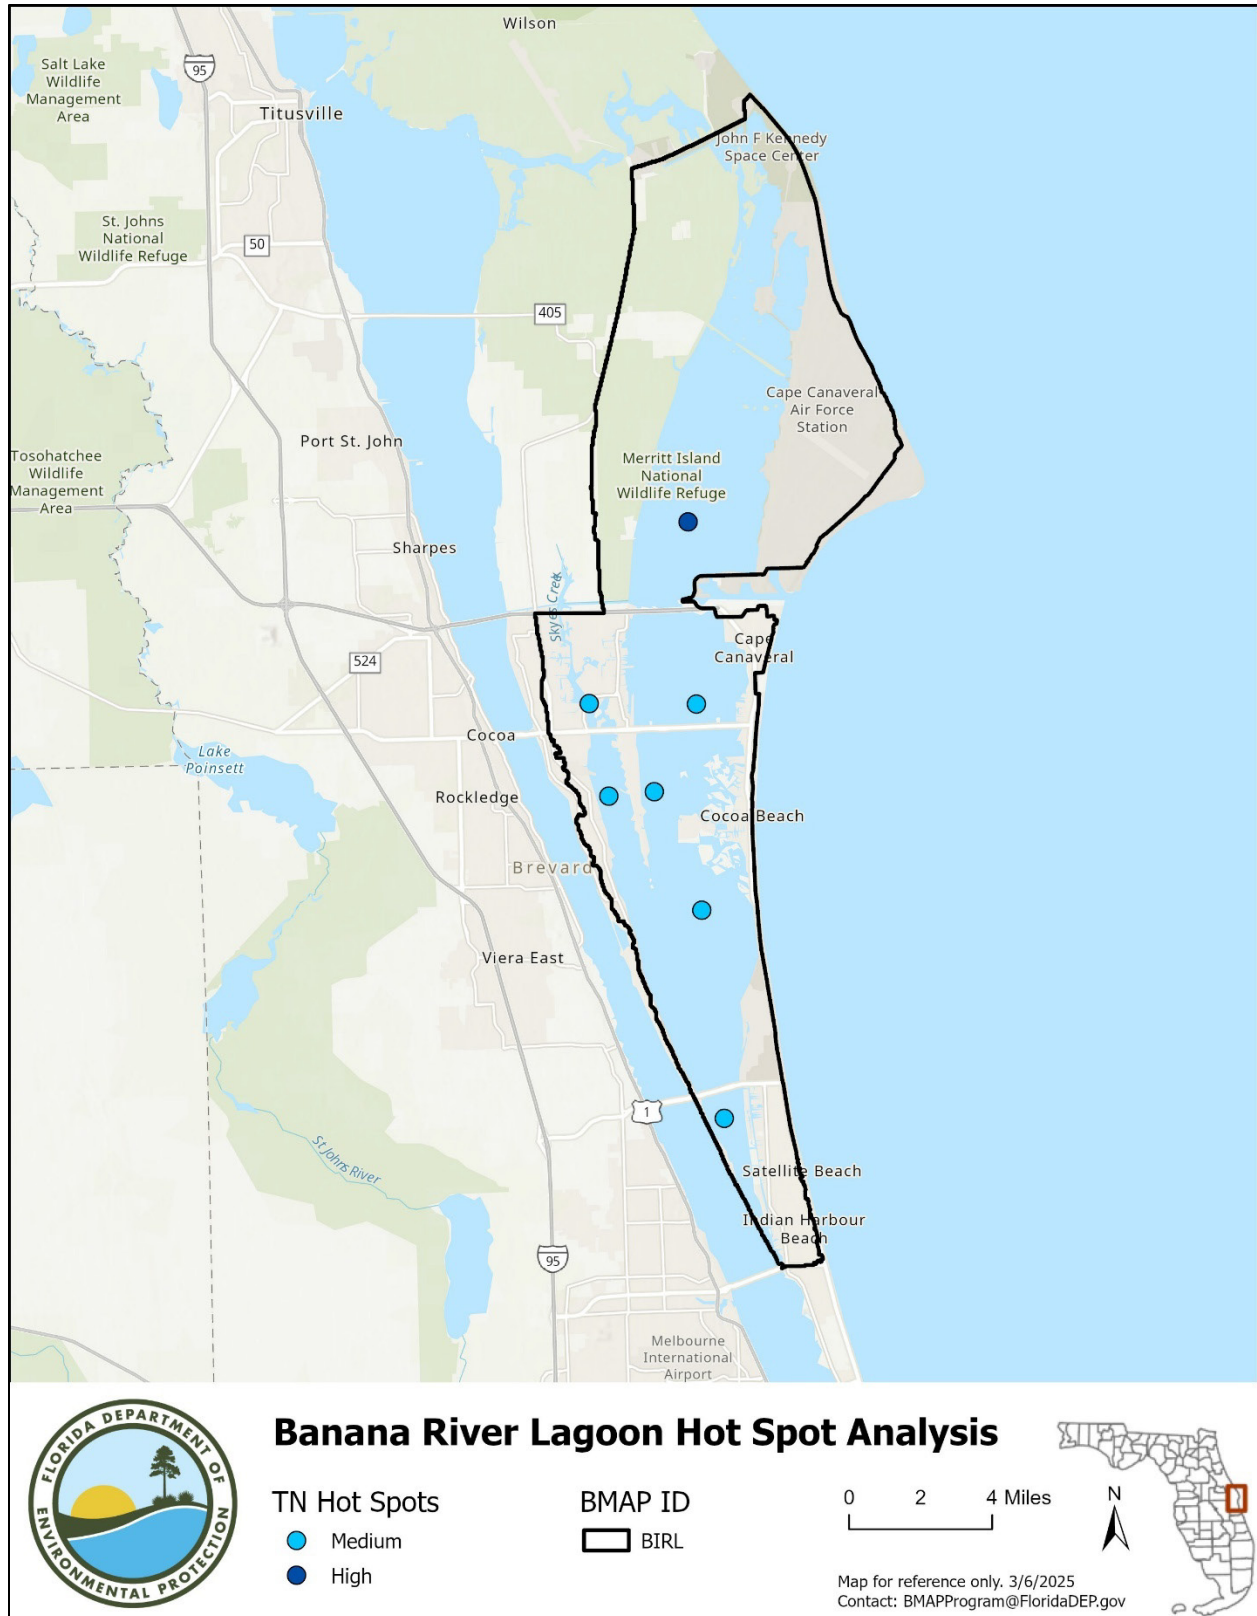 Wilson
Salt Lake
Wildlife
Management
Area
95
Titusville
John F Kennedy
Space Center
St. Johns
National
Wildlife Refuge
50
405
Cape Canaveral
Air Force
Station
Port St. John
Merritt Island
National
Wildlife Refuge
Tosohatchee
Wildlife
Management
Area
Sharpes
Skyes Creek
Cape
Canaveral
524
Cocoa
Lake
Poinsett
Rockledge
Cocoa Beach
Brevard
Viera East
1
St Johns River
Satellite Beach
Indian Harbour
Beach
95
Melbourne
International
Airport
FLORIDA DEPARTMENT OF
ENVIRONMENTAL PROTECTION
Banana River Lagoon Hot Spot Analysis
TN Hot Spots
Medium
High
BMAP ID
BIRL
0 2 4 Miles
N
Map for reference only. 3/6/2025
Contact: BMAPProgram@FloridaDEP.gov